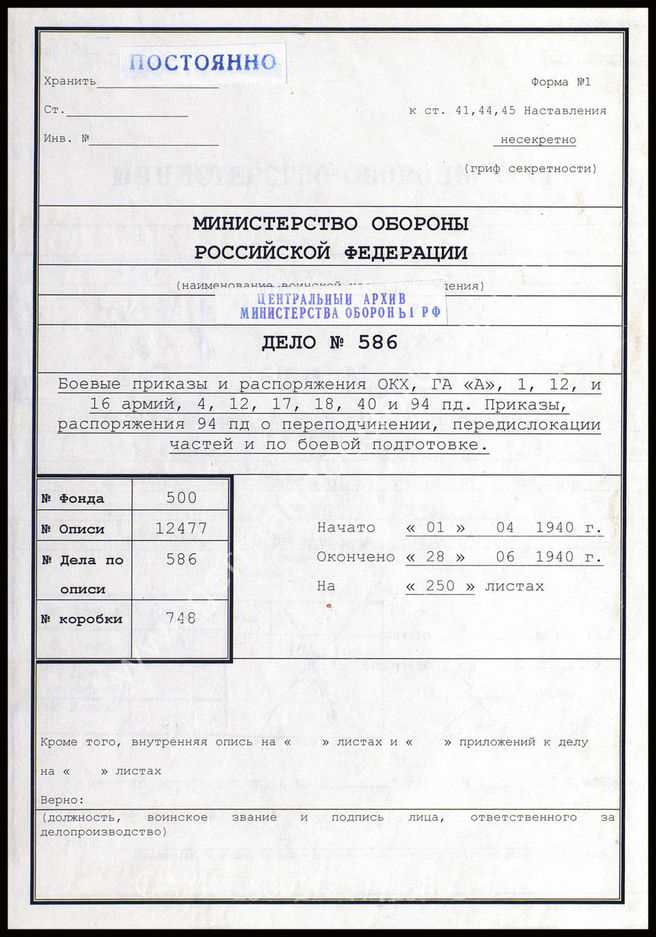 ПОСТОЯННО
Хранить
Форма №1
Ст.
к ст. 41,44,45 Наставления
Инв. №
несекретно
(гриф секретности)
МИНИСТЕРСТВО ОБОРОНЫ
РОССИЙСКОЙ ФЕДЕРАЦИИ
(наименование
ЦЕНТРАЛЬНЫЙ АРХИВ
МИНИСТЕРСТВА ОБОРОНЫ РФ
ДЕЛО № 586
Боевые приказы и распоряжения ОКХ, ГА «А», 1, 12, и
16 армий, 4, 12, 17, 18, 40 и 94 пд. Приказы,
распоряжения 94 пд о переподчинении, передислокации
частей и по боевой подготовке.
№ Фонда 500
№ Описи 12477
№ Дела по 586
описи
№ коробки 748
Начато « 01 » 04 1940 г.
Окончено « 28 » 06 1940 г.
На « 250 » листах
Кроме того, внутренняя опись на « » листах и « » приложений к делу
на « » листах
Верно:
(должность, воинское звание и подпись лица, ответственного за
делопроизводство)